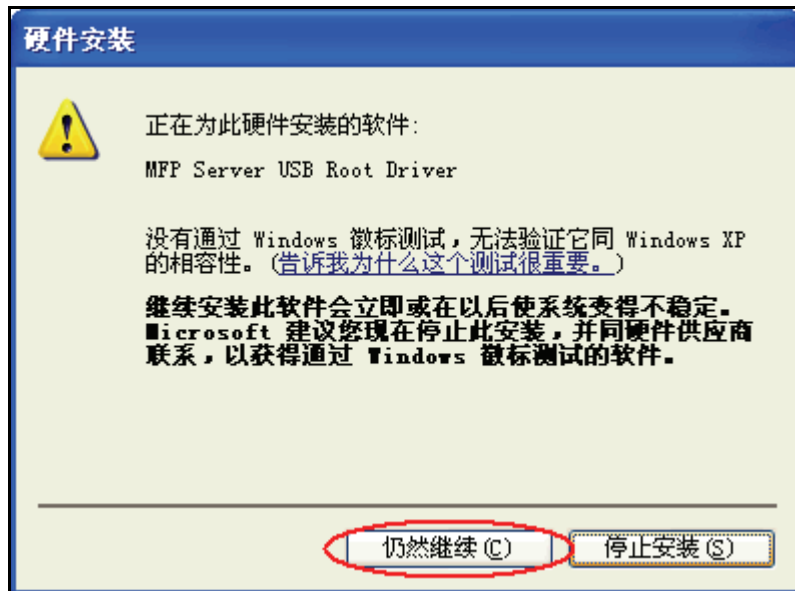 硬件安装
正在为此硬件安装的软件:
MFP Server USB Root Driver
没有通过 Windows 徽标测试，无法验证它同 Windows XP
的相容性。(告诉我为什么这个测试很重要。)
继续安装此软件会立即或在以后使系统变得不稳定。
Microsoft 建议您现在停止此安装，并同硬件供应商
联系，以获得通过 Windows 徽标测试的软件。
仍然继续(C) 停止安装(S)